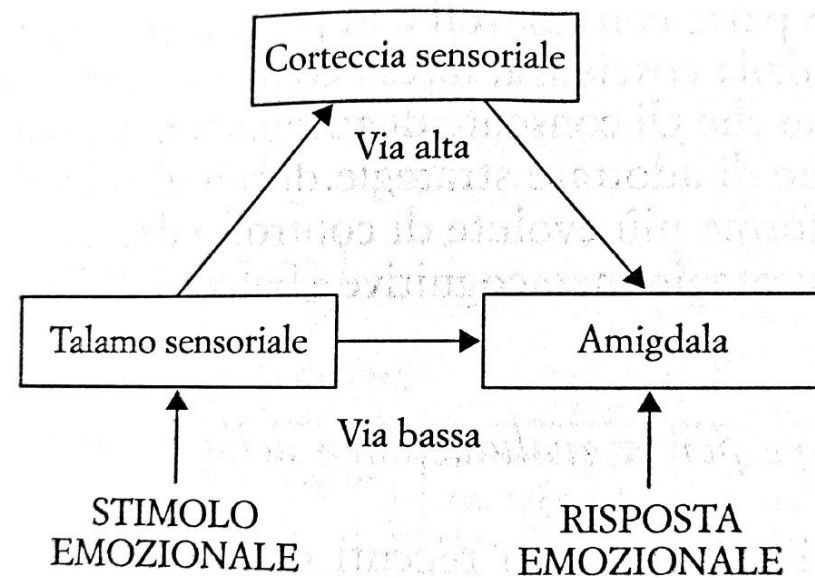 Corteccia sensoriale
Via alta
Talamo sensoriale
Amigdala
Via bassa
STIMOLO
EMOZIONALE
RISPOSTA
EMOZIONALE